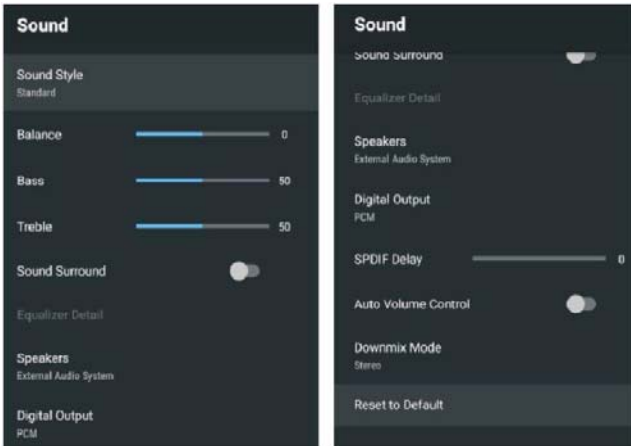 Sound
Sound Style
Standard
Balance 0
Bass 50
Treble 50
Sound Surround
Equalizer Detail
Speakers
External Audio System
Digital Output
PCM
Sound
Sound Surround
Equalizer Detail
Speakers
External Audio System
Digital Output
PCM
SPDIF Delay 0
Auto Volume Control
Downmix Mode
Stereo
Reset to Default